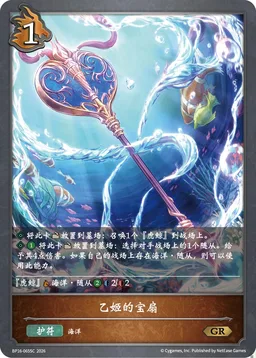 1
将此卡放置到墓场：召唤1个『虎鲸』到战场上。
1 将此卡放置到墓场：选择对手战场上的1个随从。给
予其4点伤害。如果自己的战场上存在海洋·随从，则可以使
用此能力。
『虎鲸』 海洋·随从 2 2/2
乙姬的宝扇
护符 海洋 GR
© Cygames, Inc. Published by NetEase Games